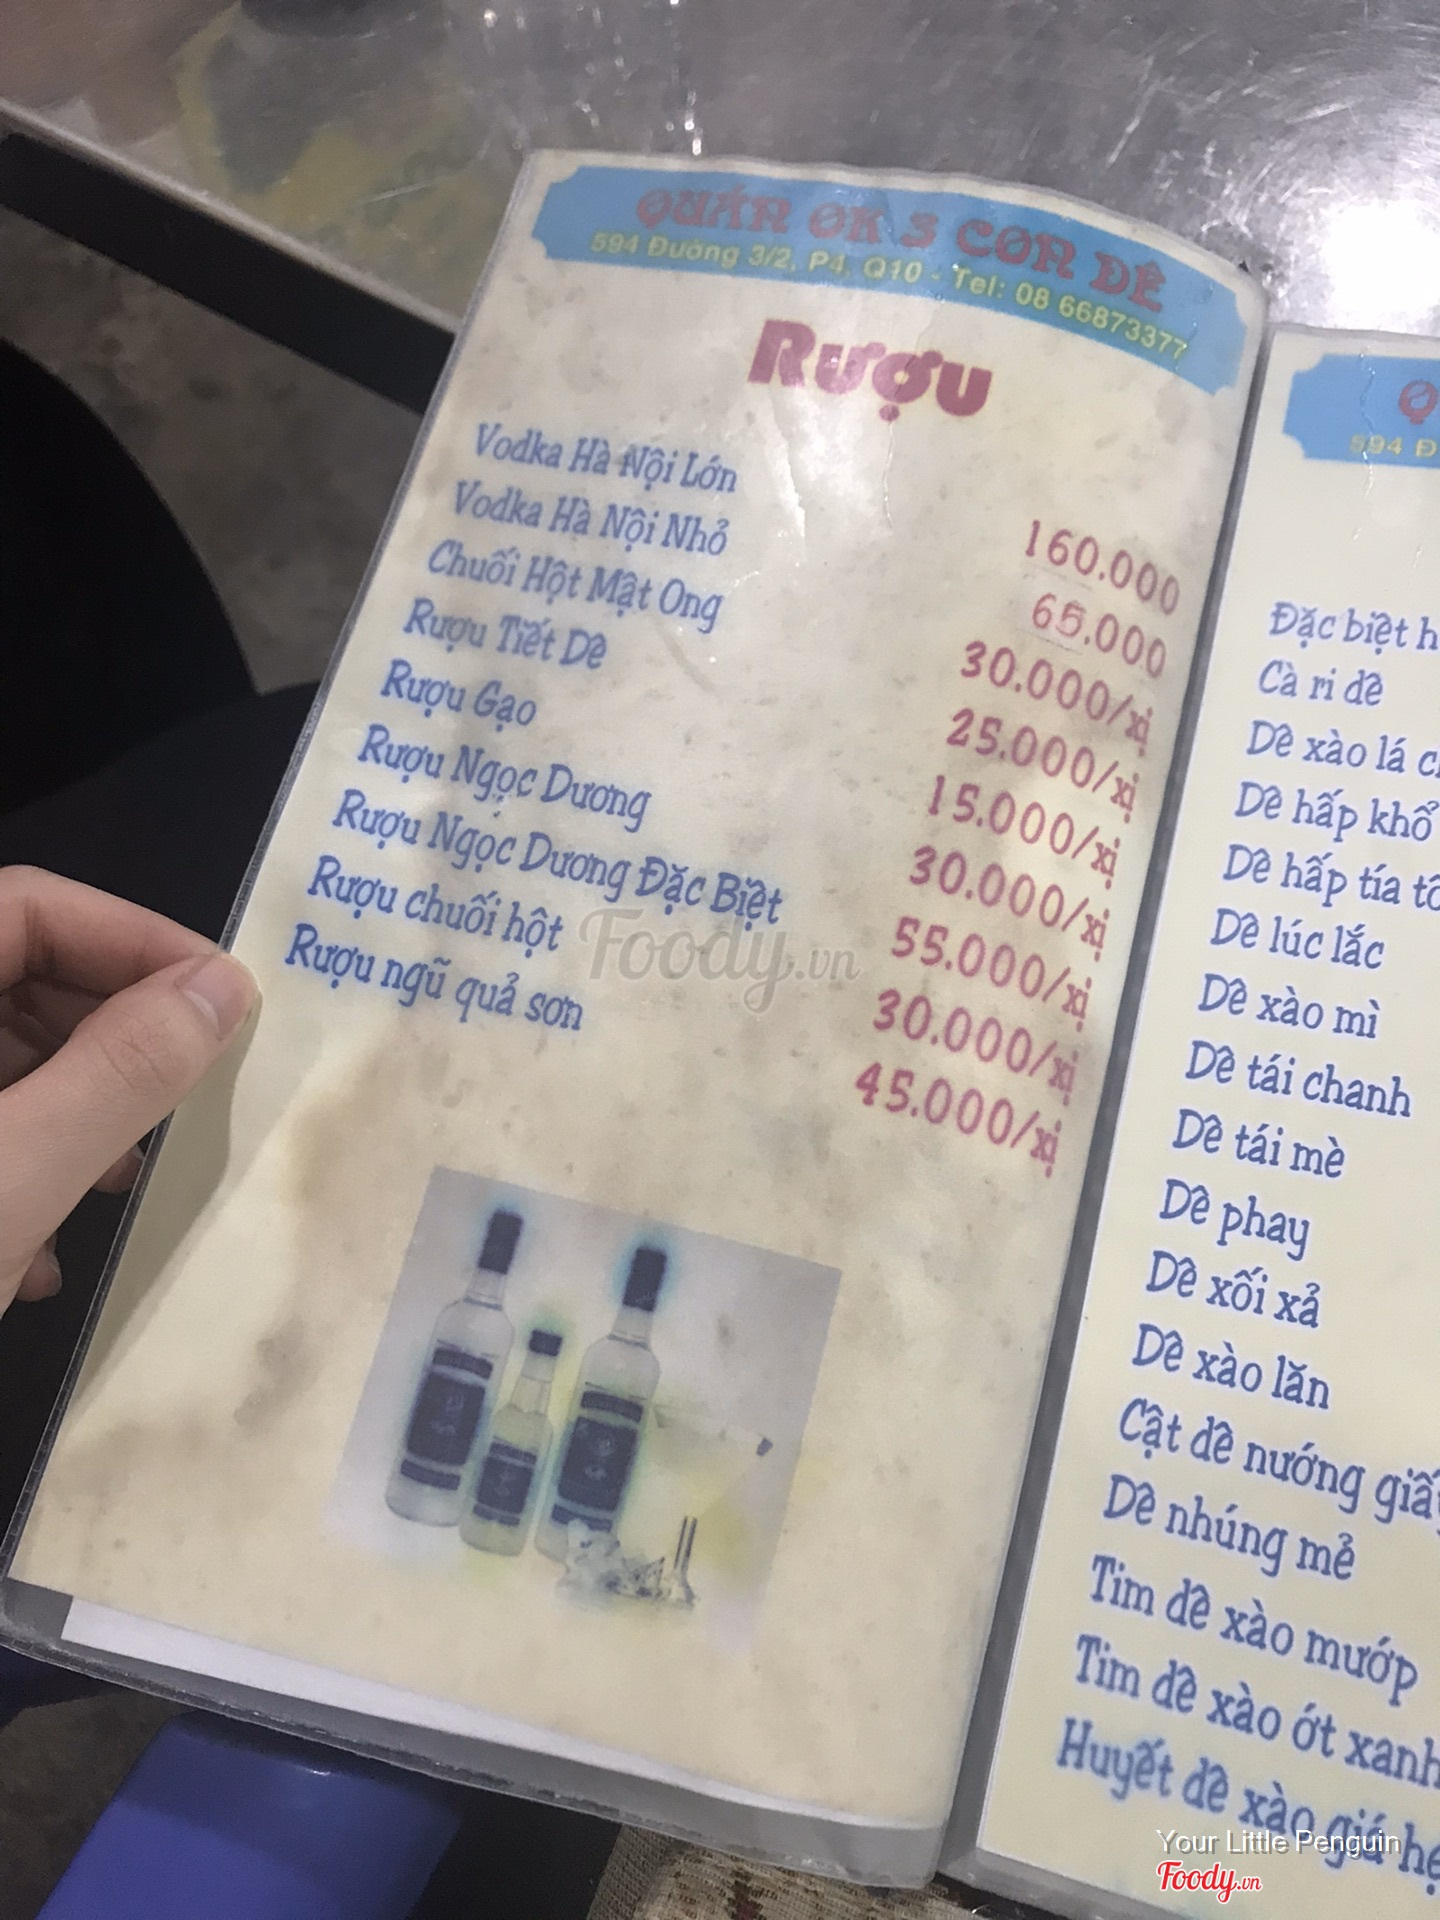 QUÁN OK 3 CON DÊ
594 Đường 3/2, P4, Q10 - Tel: 08 66873377
Rượu
Vodka Hà Nội Lớn 160.000
Vodka Hà Nội Nhỏ 65.000
Chuối Hột Mật Ong 30.000/xị
Rượu Tiết Dê 25.000/xị
Rượu Gạo 15.000/xị
Rượu Ngọc Dương 30.000/xị
Rượu Ngọc Dương Đặc Biệt 55.000/xị
Rượu chuối hột 30.000/xị
Rượu ngũ quả sơn 45.000/xị
Foody.vn
Q
594 Đ
Đặc biệt h
Cà ri dê
Dê xào lá c
Dê hấp khổ
Dê hấp tía tô
Dê lúc lắc
Dê xào mì
Dê tái chanh
Dê tái mè
Dê phay
Dê xối xả
Dê xào lăn
Cật dê nướng giấy
Dê nhúng mẻ
Tim dê xào mướp
Tim dê xào ớt xanh
Huyết dê xào giá hẹ
Your Little Penguin
Foody.vn